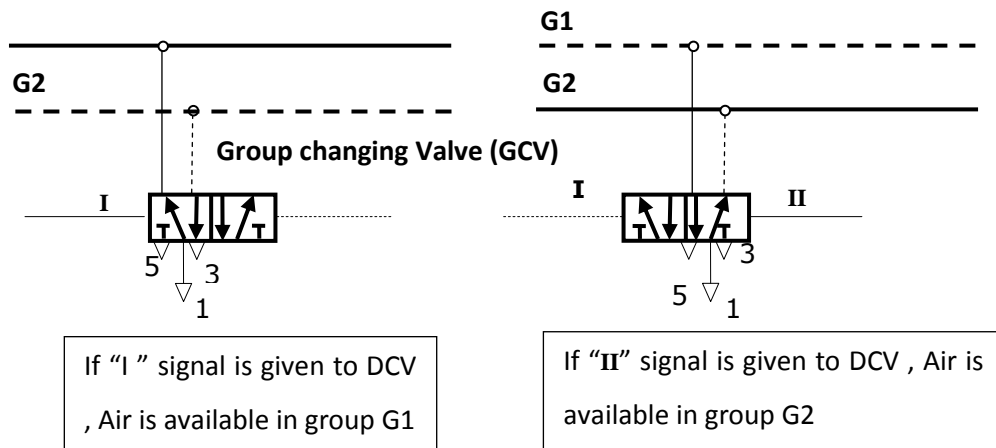 G1
G2
G2
Group changing Valve (GCV)
I
I
II
5
3
1
3
5
1
If “I ” signal is given to DCV
, Air is available in group G1
If “II” signal is given to DCV , Air is
available in group G2